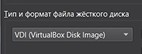 Тип и формат файла жёсткого диска
VDI (VirtualBox Disk Image)